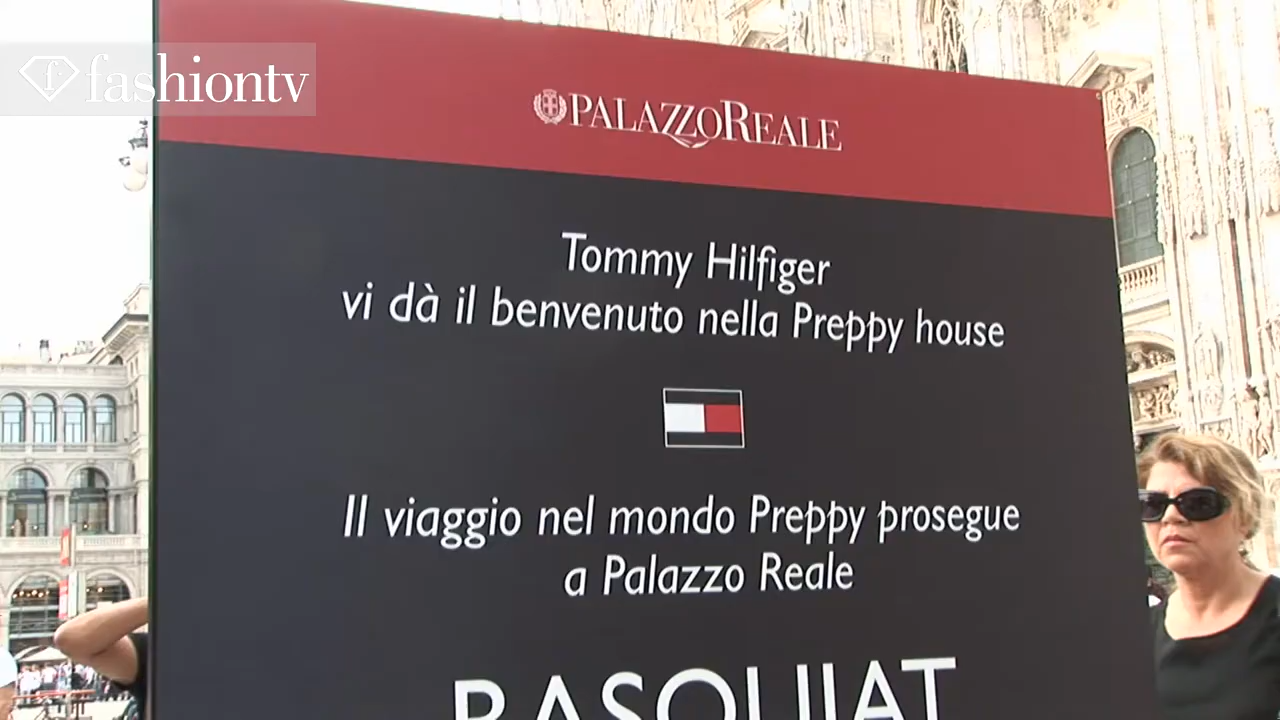 fashiontv
PALAZZOREALE
Tommy Hilfiger
vi dà il benvenuto nella Preppy house
Il viaggio nel mondo Preppy prosegue
a Palazzo Reale
BASQUIAT